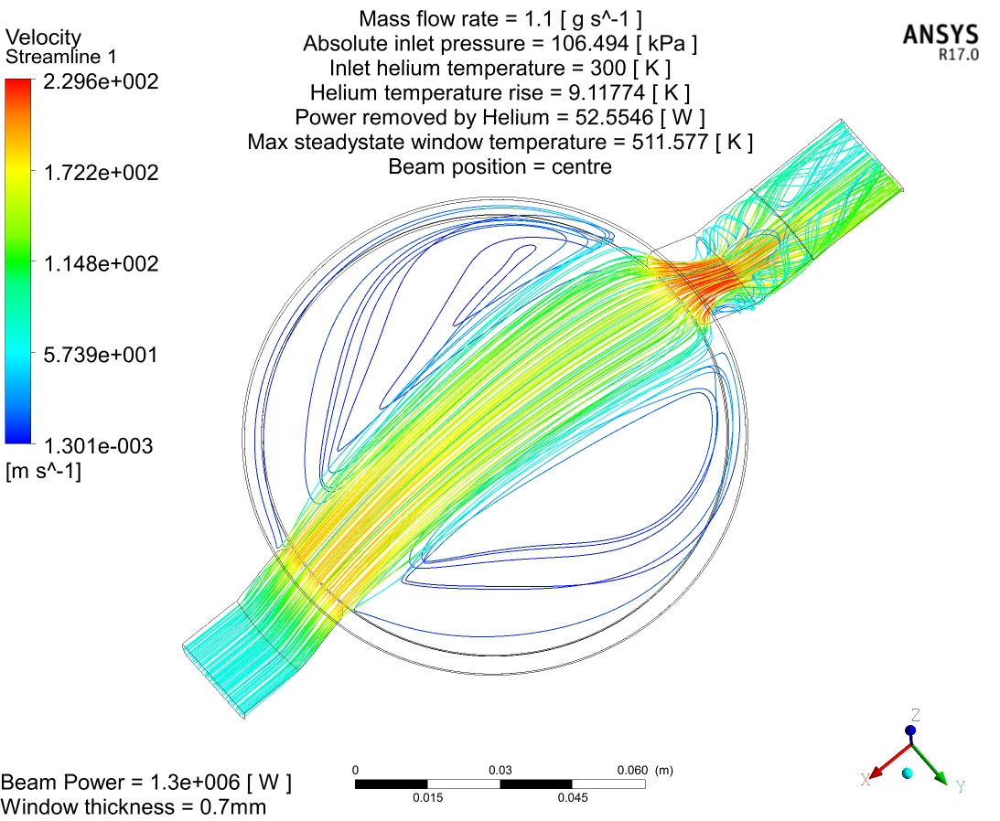 Mass flow rate = 1.1 [ g s^-1 ]
Absolute inlet pressure = 106.494 [ kPa ]
Inlet helium temperature = 300 [ K ]
Helium temperature rise = 9.11774 [ K ]
Power removed by Helium = 52.5546 [ W ]
Max steadystate window temperature = 511.577 [ K ]
Beam position = centre
ANSYS
R17.0
Velocity
Streamline 1
2.296e+002
1.722e+002
1.148e+002
5.739e+001
1.301e-003
[m s^-1]
Beam Power = 1.3e+006 [ W ]
Window thickness = 0.7mm
0 0.03 0.060 (m)
0.015 0.045
Z
X
Y